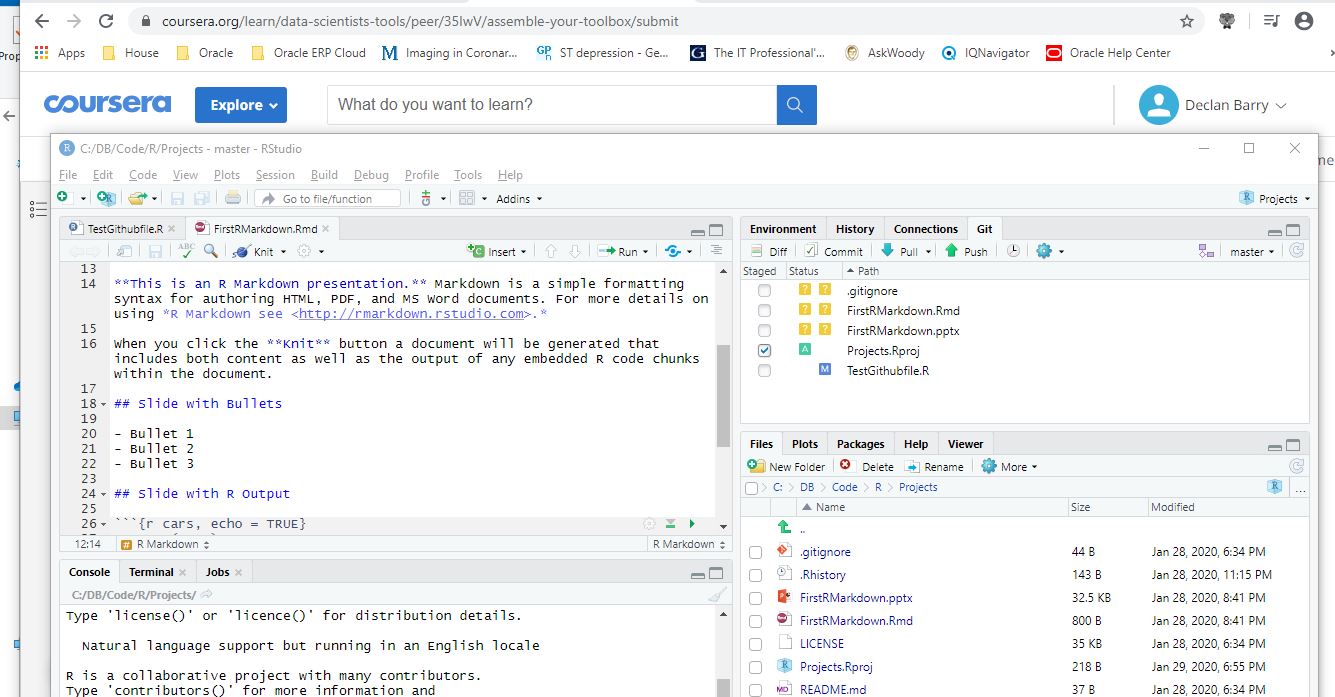 coursera.org/learn/data-scientists-tools/peer/35lwV/assemble-your-toolbox/submit
Apps House Oracle Oracle ERP Cloud Imaging in Coronar... ST depression - Ge... The IT Professional'... AskWoody IQNavigator Oracle Help Center
coursera Explore What do you want to learn? Declan Barry
C:/DB/Code/R/Projects - master - RStudio
File Edit Code View Plots Session Build Debug Profile Tools Help
Go to file/function Addins Projects
TestGithubfile.R FirstRMarkdown.Rmd
Knit Insert Run
13
14 **This is an R Markdown presentation.** Markdown is a simple formatting
syntax for authoring HTML, PDF, and MS Word documents. For more details on
using *R Markdown see <http://rmarkdown.rstudio.com>.*
15
16 When you click the **Knit** button a document will be generated that
includes both content as well as the output of any embedded R code chunks
within the document.
17
18 ## Slide with Bullets
19
20 - Bullet 1
21 - Bullet 2
22 - Bullet 3
23
24 ## Slide with R Output
25
26 ```{r cars, echo = TRUE}
12:14 R Markdown R Markdown
Console Terminal Jobs
C:/DB/Code/R/Projects/
Type 'license()' or 'licence()' for distribution details.
Natural language support but running in an English locale
R is a collaborative project with many contributors.
Type 'contributors()' for more information and
Environment History Connections Git
Diff Commit Pull Push master
Staged Status Path
? ? .gitignore
? ? FirstRMarkdown.Rmd
? ? FirstRMarkdown.pptx
A Projects.Rproj
M TestGithubfile.R
Files Plots Packages Help Viewer
New Folder Delete Rename More
C: DB Code R Projects ...
Name Size Modified
..
.gitignore 44 B Jan 28, 2020, 6:34 PM
.Rhistory 143 B Jan 28, 2020, 11:15 PM
FirstRMarkdown.pptx 32.5 KB Jan 28, 2020, 8:41 PM
FirstRMarkdown.Rmd 800 B Jan 28, 2020, 8:41 PM
LICENSE 35 KB Jan 28, 2020, 6:34 PM
Projects.Rproj 218 B Jan 29, 2020, 6:55 PM
README.md 37 B Jan 28, 2020, 6:34 PM